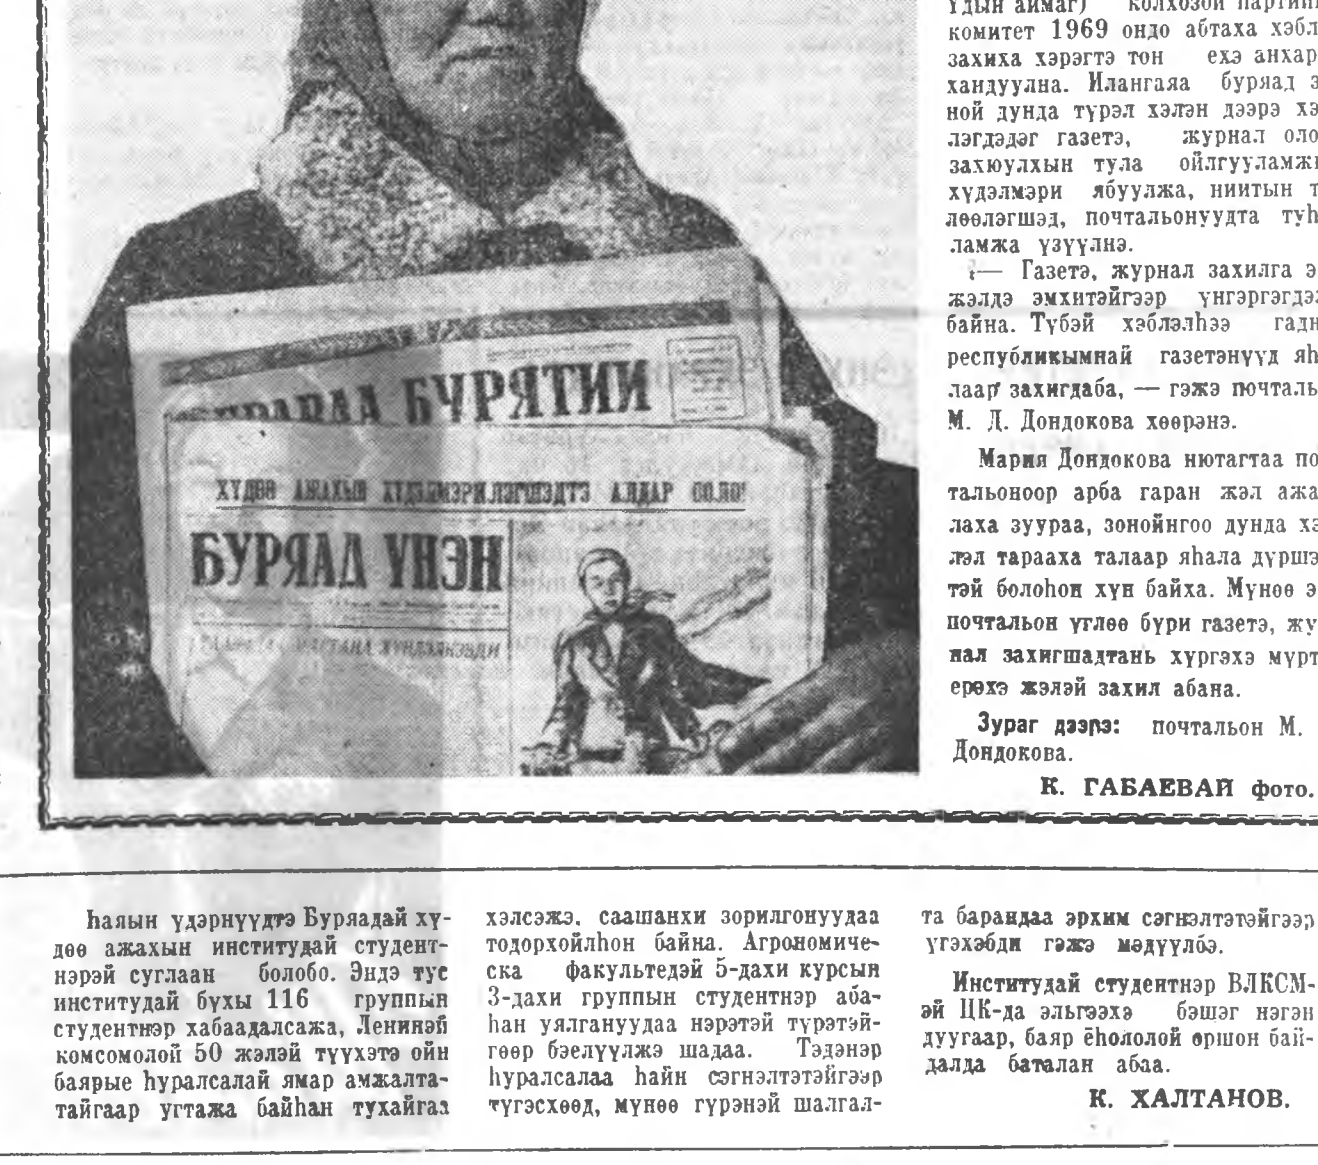 БУРЯТИИ
ХҮДӨӨ АЖАХЫН ХҮДЭЛМЭРИЛЭГШЭДТЭ АЛДАР СОЛО!
БУРЯАД ҮНЭН
комитет 1969 ондо абтаха хэбл
захиха хэрэгтэ тон ехэ анхар
хандуулна. Илангаяа буряад з
ной дунда түрэл хэлэн дээрэ хэ
лэгдэдэг газетэ, журнал оло
захюулхын тула ойлгууламж
хүдэлмэри ябуулжа, ниитын т
лөөлэгшэд, почтальонуудта туһ
ламжа үзүүлнэ.
— Газетэ, журнал захилга э
жэлдэ эмхитэйгээр үнгэргэгдэ
байна. Түбэй хэблэлһээ гадн
республикымнай газетэнүүд яһ
лаар захигдаба, — гэжэ почталь
М. Д. Дондокова хөөрэнэ.
Мария Дондокова нютагтаа по
тальоноор арба гаран жэл ажа
лаха зуураа, зонойнгоо дунда хэ
лэл тарааха талаар яһала дүршэ
тэй болоһон хүн байха. Мүнөө э
почтальон үглөө бүри газетэ, жу
нал захигшадтань хүргэхэ мүрт
ерэхэ жэлэй захил абана.
Зураг дээрэ: почтальон М.
Дондокова.
К. ГАБАЕВАЙ фото.
Һаяын үдэрнүүдтэ Буряадай хү-
дөө ажахын институдай студент-
нэрэй суглаан болобо. Эндэ тус
институдай бүхы 116 группын
студентнэр хабаадалсажа, Ленинэй
комсомолой 50 жэлэй түүхэтэ ойн
баярые һуралсалай ямар амжалта-
тайгаар угтажа байһан тухайгаа
хэлсэжэ, саашанхи зорилгонуудаа
тодорхойлһон байна. Агрономиче-
ска факультедэй 5-дахи курсын
3-дахи группын студентнэр аба-
һан уялгануудаа нэрэтэй түрэтэй-
гөөр бэелүүлжэ шадаа. Тэдэнэр
һуралсалаа һайн сэгнэлтэтэйгээр
түгэсхөөд, мүнөө гүрэнэй шалгал-
та барандаа эрхим сэгнэлтэтэйгээр
үгэхэбди гэжэ мэдүүлбэ.
Институдай студентнэр ВЛКСМ-
эй ЦК-да эльгээхэ бэшэг нэгэн
дуугаар, баяр ёһололой оршон бай-
далда баталан абаа.
К. ХАЛТАНОВ.